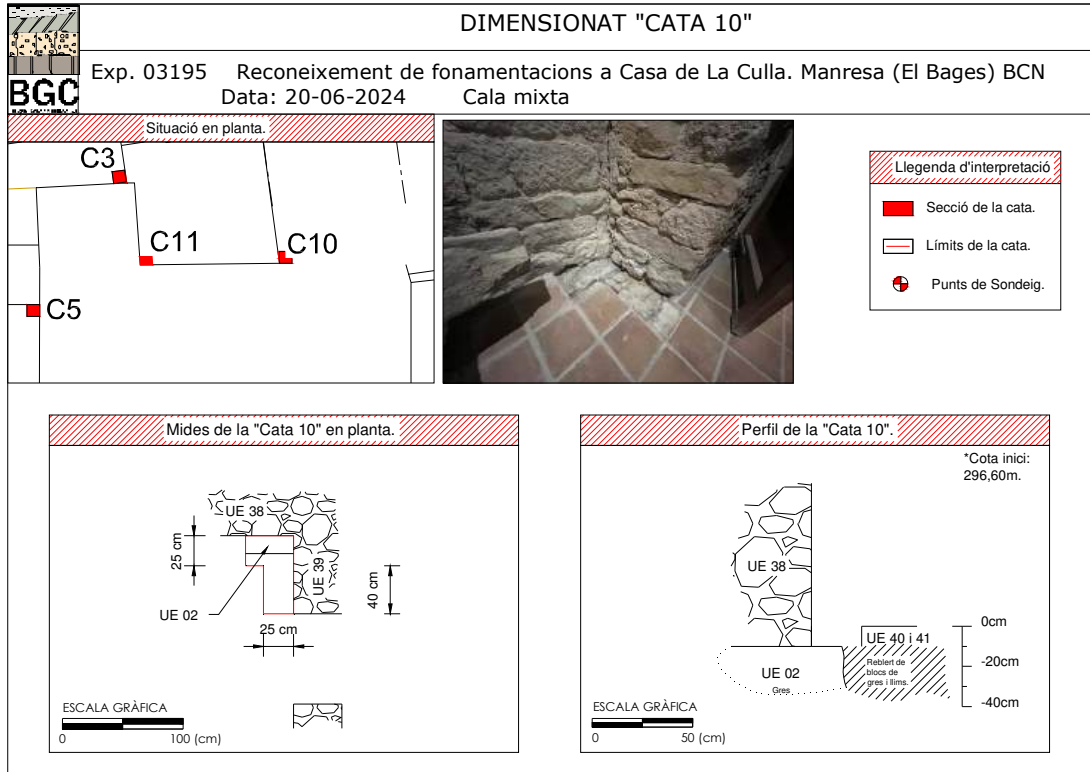 DIMENSIONAT "CATA 10"
BGC
Exp. 03195 Reconeixement de fonamentacions a Casa de La Culla. Manresa (El Bages) BCN
Data: 20-06-2024 Cala mixta
Situació en planta.
C3
C11
C10
C5
Llegenda d'interpretació
Secció de la cata.
Límits de la cata.
Punts de Sondeig.
Mides de la "Cata 10" en planta.
UE 38
25 cm
UE 39
40 cm
UE 02
25 cm
ESCALA GRÀFICA
0 100 (cm)
Perfil de la "Cata 10".
*Cota inici:
296,60m.
UE 38
0cm
UE 40 i 41
-20cm
Reblert de
blocs de
gres i llims.
UE 02
Gres
-40cm
ESCALA GRÀFICA
0 50 (cm)